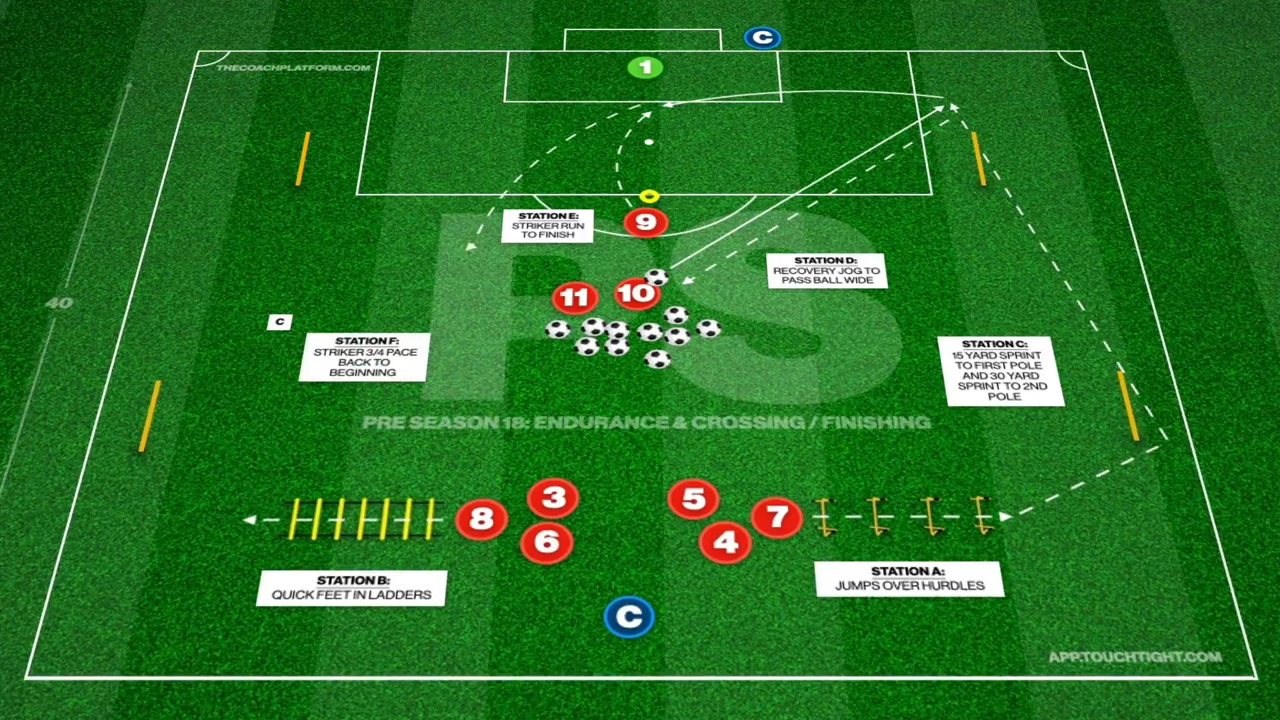 C
THECOACHPLATFORM.COM
1
STATION E:
STRIKER RUN
TO FINISH
9
PS
STATION D:
RECOVERY JOG TO
PASS BALL WIDE
11
10
40
C
STATION F:
STRIKER 3/4 PACE
BACK TO
BEGINNING
STATION C:
15 YARD SPRINT
TO FIRST POLE
AND 30 YARD
SPRINT TO 2ND
POLE
PRE SEASON 18: ENDURANCE & CROSSING / FINISHING
8
3
6
5
4
7
STATION B:
QUICK FEET IN LADDERS
STATION A:
JUMPS OVER HURDLES
C
APP.TOUCHTIGHT.COM